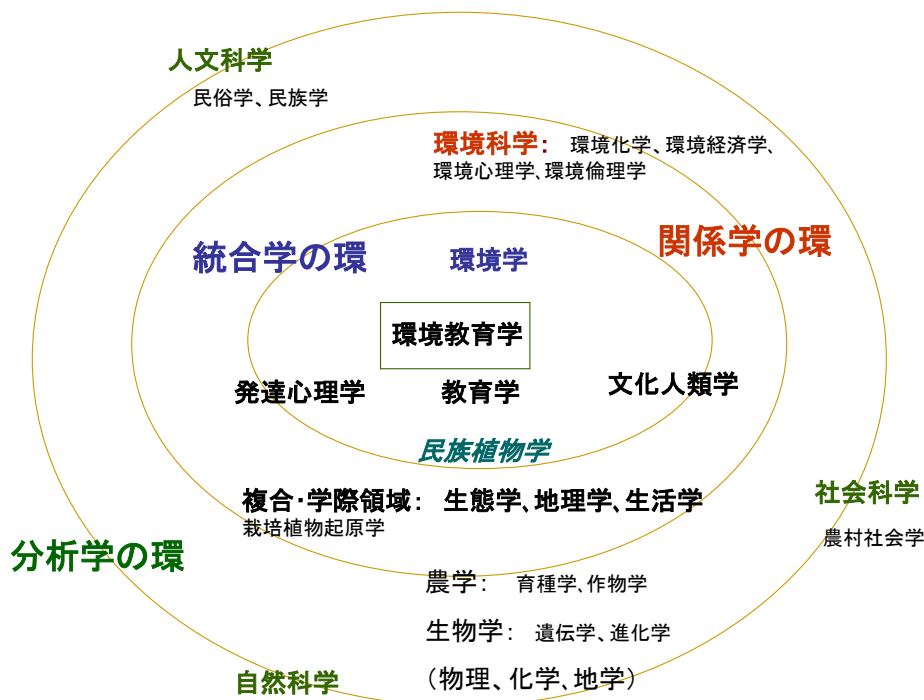 人文科学
民俗学、民族学
環境科学： 環境化学、環境経済学、
環境心理学、環境倫理学
統合学の環
環境学
関係学の環
環境教育学
発達心理学
教育学
文化人類学
民族植物学
複合・学際領域： 生態学、地理学、生活学
栽培植物起原学
社会科学
農村社会学
分析学の環
農学： 育種学、作物学
生物学： 遺伝学、進化学
自然科学
（物理、化学、地学）